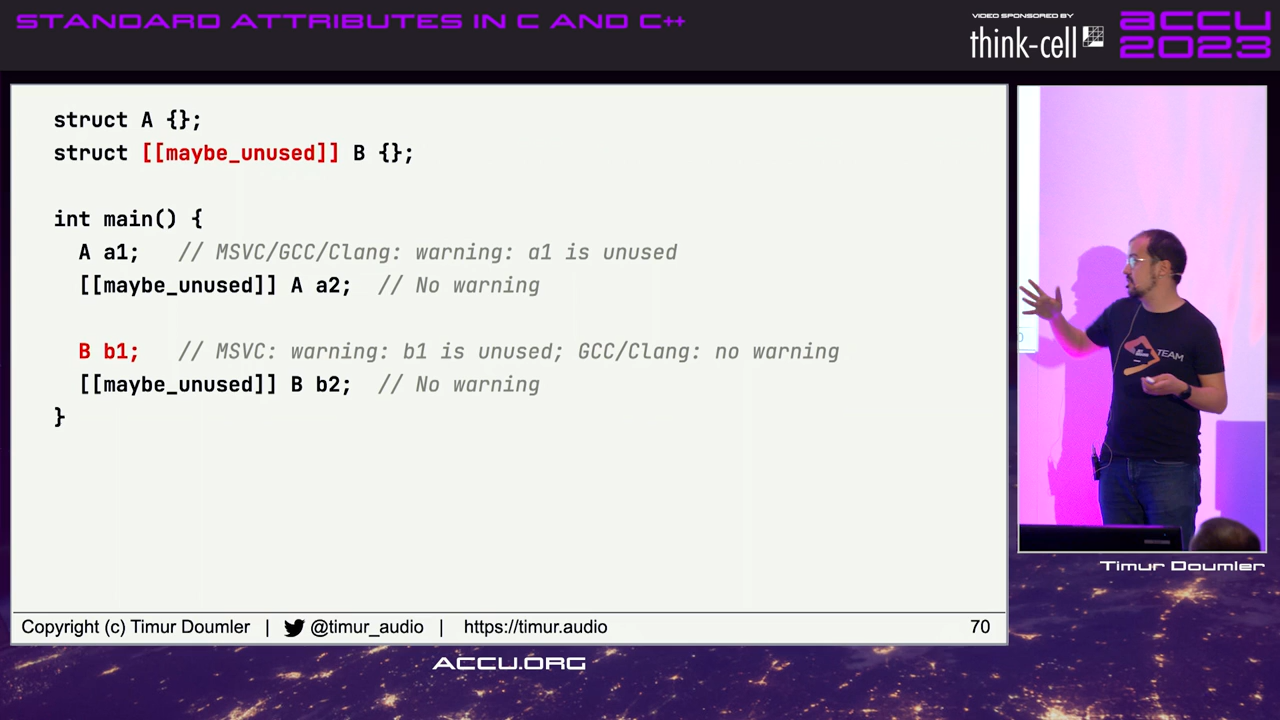 STANDARD ATTRIBUTES IN C AND C++
VIDEO SPONSORED BY
think-cell
ACCU
2023
struct A {};
struct [[maybe_unused]] B {};
int main() {
A a1; // MSVC/GCC/Clang: warning: a1 is unused
[[maybe_unused]] A a2; // No warning
B b1; // MSVC: warning: b1 is unused; GCC/Clang: no warning
[[maybe_unused]] B b2; // No warning
}
TEAM
Timur Doumler
Copyright (c) Timur Doumler | @timur_audio | https://timur.audio
70
ACCU.ORG